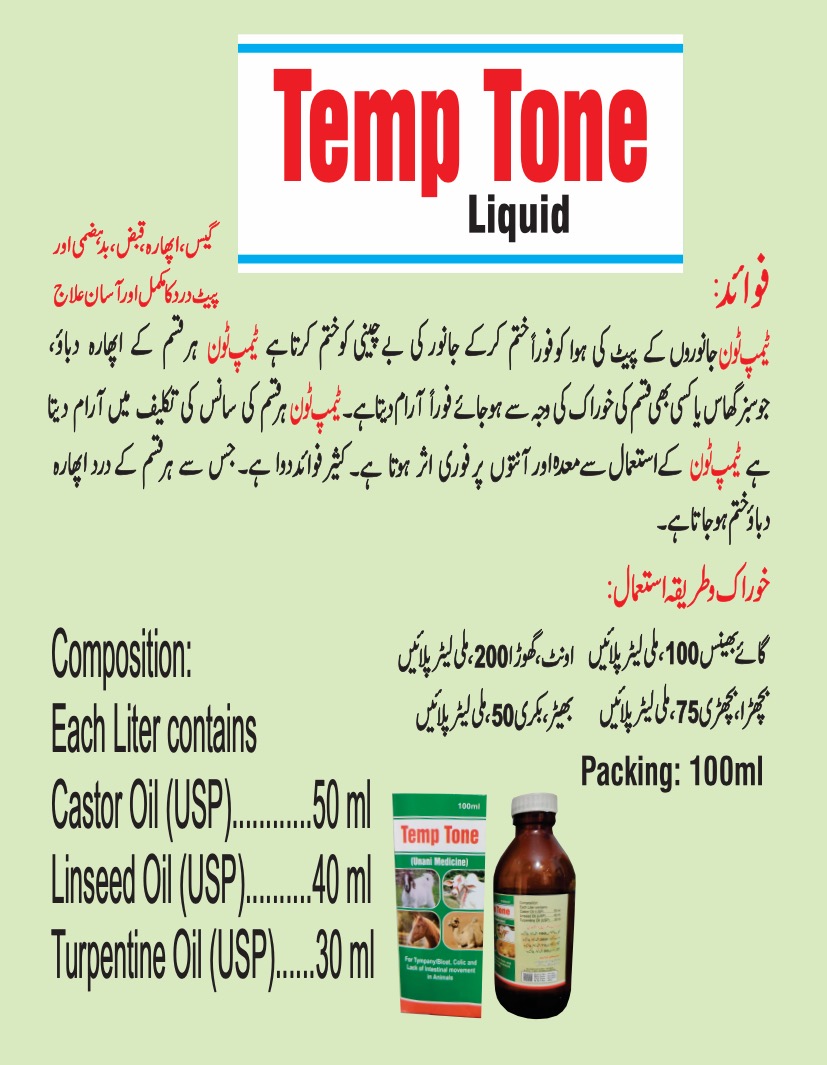 Temp Tone
Liquid
گیس، اپھارہ، قبض، بدہضمی اور
پیٹ درد کا مکمل اور آسان علاج
فوائد:
ٹیمپ ٹون جانوروں کے پیٹ کی ہوا کو فوراً ختم کرکے جانور کی بے چینی کو ختم کرتا ہے ٹیمپ ٹون ہر قسم کے اپھارہ دباؤ،
جو سبز گھاس یا کسی بھی قسم کی خوراک کی وجہ سے ہو جائے فوراً آرام دیتا ہے۔ ٹیمپ ٹون ہر قسم کی سانس کی تکلیف میں آرام دیتا
ہے ٹیمپ ٹون کے استعمال سے معدہ اور آنتوں پر فوری اثر ہوتا ہے۔ کثیر فوائد دوا ہے۔ جس سے ہر قسم کے درد اپھارہ
دباؤ ختم ہو جاتا ہے۔
خوراک و طریقہ استعمال:
گائے بھینس 100، ملی لیٹر پلائیں اونٹ، گھوڑا 200، ملی لیٹر پلائیں
بچھڑا، بچھڑی 75، ملی لیٹر پلائیں بھیڑ، بکری 50، ملی لیٹر پلائیں
Packing: 100ml
Composition:
Each Liter contains
Castor Oil (USP)............50 ml
Linseed Oil (USP)..........40 ml
Turpentine Oil (USP)......30 ml
100ml
Temp Tone
(Unani Medicine)
For Tympany/Bloat, Colic and
Lack of Intestinal movement
in Animals
Tone
Composition:
Each Liter contains